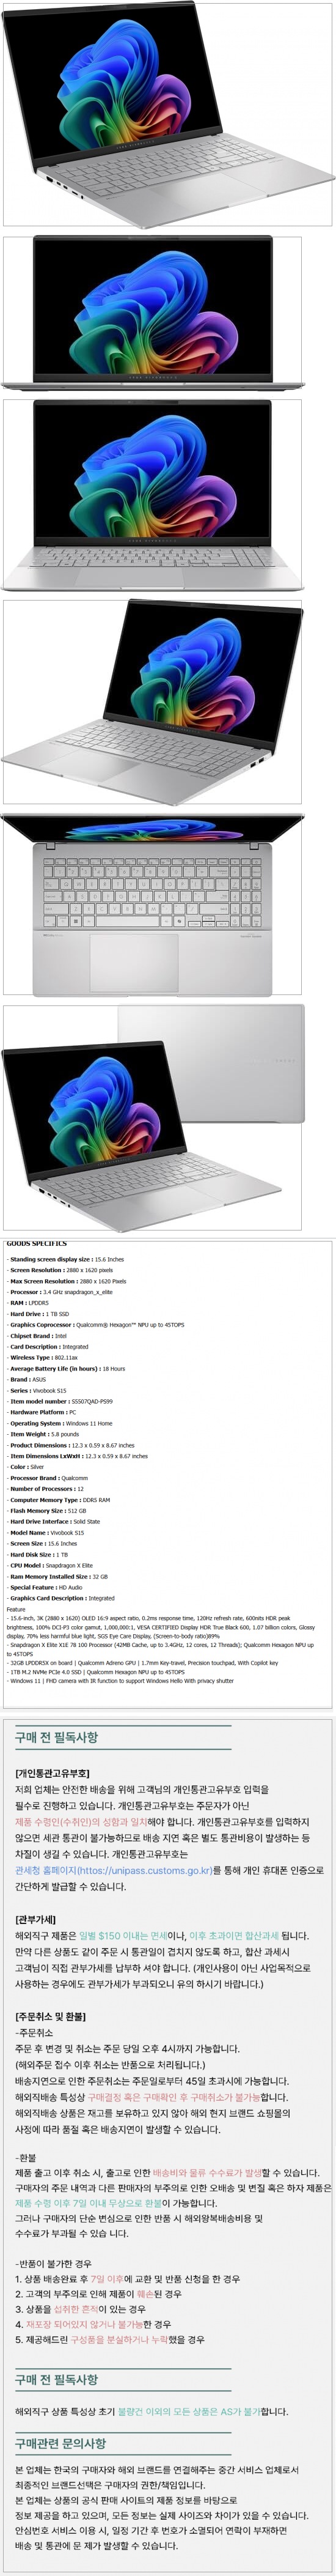 GOODS SPECIFICS
- Standing screen display size : 15.6 Inches
- Screen Resolution : 2880 x 1620 pixels
- Max Screen Resolution : 2880 x 1620 Pixels
- Processor : 3.4 GHz snapdragon_x_elite
- RAM : LPDDR5
- Hard Drive : 1 TB SSD
- Graphics Coprocessor : Qualcomm® Hexagon™ NPU up to 45TOPS
- Chipset Brand : Intel
- Card Description : Integrated
- Wireless Type : 802.11ax
- Average Battery Life (in hours) : 18 Hours
- Brand : ASUS
- Series : Vivobook S15
- Item model number : S5507QAD-PS99
- Hardware Platform : PC
- Operating System : Windows 11 Home
- Item Weight : 5.8 pounds
- Product Dimensions : 12.3 x 0.59 x 8.67 inches
- Item Dimensions LxWxH : 12.3 x 0.59 x 8.67 inches
- Color : Silver
- Processor Brand : Qualcomm
- Number of Processors : 12
- Computer Memory Type : DDR5 RAM
- Flash Memory Size : 512 GB
- Hard Drive Interface : Solid State
- Model Name : Vivobook S15
- Screen Size : 15.6 Inches
- Hard Disk Size : 1 TB
- CPU Model : Snapdragon X Elite
- Ram Memory Installed Size : 32 GB
- Special Feature : HD Audio
- Graphics Card Description : Integrated
Feature
- 15.6-inch, 3K (2880 x 1620) OLED 16:9 aspect ratio, 0.2ms response time, 120Hz refresh rate, 600nits HDR peak
brightness, 100% DCI-P3 color gamut, 1,000,000:1, VESA CERTIFIED Display HDR True Black 600, 1.07 billion colors, Glossy
display, 70% less harmful blue light, SGS Eye Care Display, (Screen-to-body ratio)89%
- Snapdragon X Elite X1E 78 100 Processor (42MB Cache, up to 3.4GHz, 12 cores, 12 Threads); Qualcomm Hexagon NPU up
to 45TOPS
- 32GB LPDDR5X on board | Qualcomm Adreno GPU | 1.7mm Key-travel, Precision touchpad, With Copilot key
- 1TB M.2 NVMe PCIe 4.0 SSD | Qualcomm Hexagon NPU up to 45TOPS
- Windows 11 | FHD camera with IR function to support Windows Hello With privacy shutter
구매 전 필독사항
[개인통관고유부호]
저희 업체는 안전한 배송을 위해 고객님의 개인통관고유부호 입력을
필수로 진행하고 있습니다. 개인통관고유부호는 주문자가 아닌
제품 수령인(수취인)의 성함과 일치해야 합니다. 개인통관고유부호를 입력하지
않으면 세관 통관이 불가능하므로 배송 지연 혹은 별도 통관비용이 발생하는 등
차질이 생길 수 있습니다. 개인통관고유부호는
관세청 홈페이지(httos://unipass.customs.go.kr)를 통해 개인 휴대폰 인증으로
간단하게 발급할 수 있습니다.
[관부가세]
해외직구 제품은 일벌 $150 이내는 면세이나, 이후 초과이면 합산과세 됩니다.
만약 다른 상품도 같이 주문 시 통관일이 겹치지 않도록 하고, 합산 과세시
고객님이 직접 관부가세를 납부하 셔야 합니다. (개인사용이 아닌 사업목적으로
사용하는 경우에도 관부가세가 부과되오니 유의 하시기 바랍니다.)
[주문취소 및 환불]
-주문취소
주문 후 변경 및 취소는 주문 당일 오후 4시까지 가능합니다.
(해외주문 접수 이후 취소는 반품으로 처리됩니다.)
배송지연으로 인한 주문취소는 주문일로부터 45일 초과시에 가능합니다.
해외직배송 특성상 구매결정 혹은 구매확인 후 구매취소가 불가능합니다.
해외직배송 상품은 재고를 보유하고 있지 않아 해외 현지 브랜드 쇼핑몰의
사정에 따라 품절 혹은 배송지연이 발생할 수 있습니다.
-환불
제품 출고 이후 취소 시, 출고로 인한 배송비와 물류 수수료가 발생할 수 있습니다.
구매자의 주문 내역과 다른 판매자의 부주의로 인한 오배송 및 변질 혹은 하자 제품은
제품 수령 이후 7일 이내 무상으로 환불이 가능합니다.
그러나 구매자의 단순 변심으로 인한 반품 시 해외왕복배송비용 및
수수료가 부과될 수 있습 니다.
-반품이 불가한 경우
1. 상품 배송완료 후 7일 이후에 교환 및 반품 신청을 한 경우
2. 고객의 부주의로 인해 제품이 훼손된 경우
3. 상품을 섭취한 흔적이 있는 경우
4. 재포장 되어있지 않거나 불가능한 경우
5. 제공해드린 구성품을 분실하거나 누락했을 경우
구매 전 필독사항
해외직구 상품 특성상 초기 불량건 이외의 모든 상품은 AS가 불가합니다.
구매관련 문의사항
본 업체는 한국의 구매자와 해외 브랜드를 연결해주는 중간 서비스 업체로서
최종적인 브랜드선택은 구매자의 권한/책임입니다.
본 업체는 상품의 공식 판매 사이트의 제품 정보를 바탕으로
정보 제공을 하고 있으며, 모든 정보는 실제 사이즈와 차이가 있을 수 있습니다.
안심번호 서비스 이용 시, 일정 기간 후 번호가 소멸되어 연락이 부재하면
배송 및 통관에 문 제가 발생할 수 있습니다.